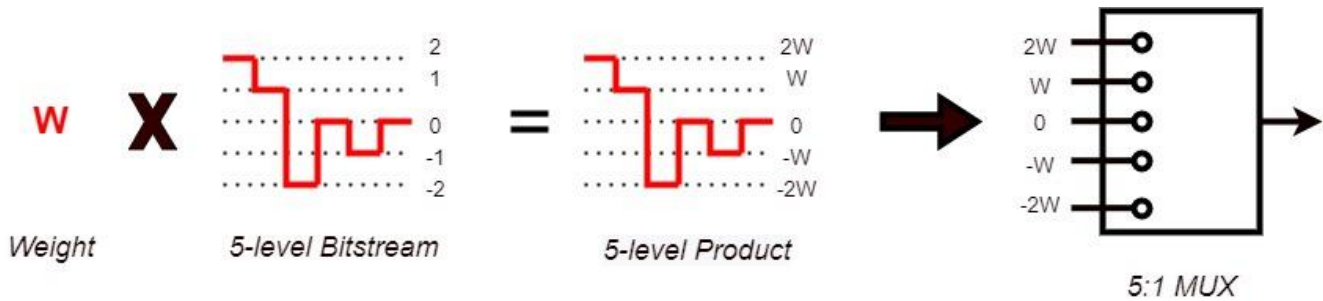 W
X
2
1
0
-1
-2
=
2W
W
0
-W
-2W
2W
W
0
-W
-2W
Weight
5-level Bitstream
5-level Product
5:1 MUX